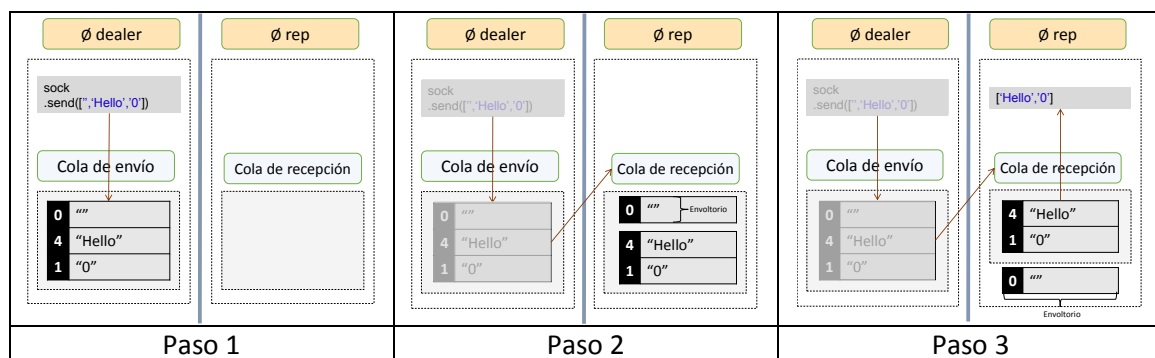 Ø dealer
Ø rep
sock
.send(['','Hello','0'])
Cola de envío
Cola de recepción
0 “”
4 “Hello”
1 “0”
Paso 1
Ø dealer
Ø rep
sock
.send(['','Hello','0'])
Cola de envío
Cola de recepción
0 “”
4 “Hello”
1 “0”
0 “” Envoltorio
4 “Hello”
1 “0”
Paso 2
Ø dealer
Ø rep
sock
.send(['','Hello','0'])
['Hello','0']
Cola de envío
Cola de recepción
0 “”
4 “Hello”
1 “0”
4 “Hello”
1 “0”
0 “”
Envoltorio
Paso 3